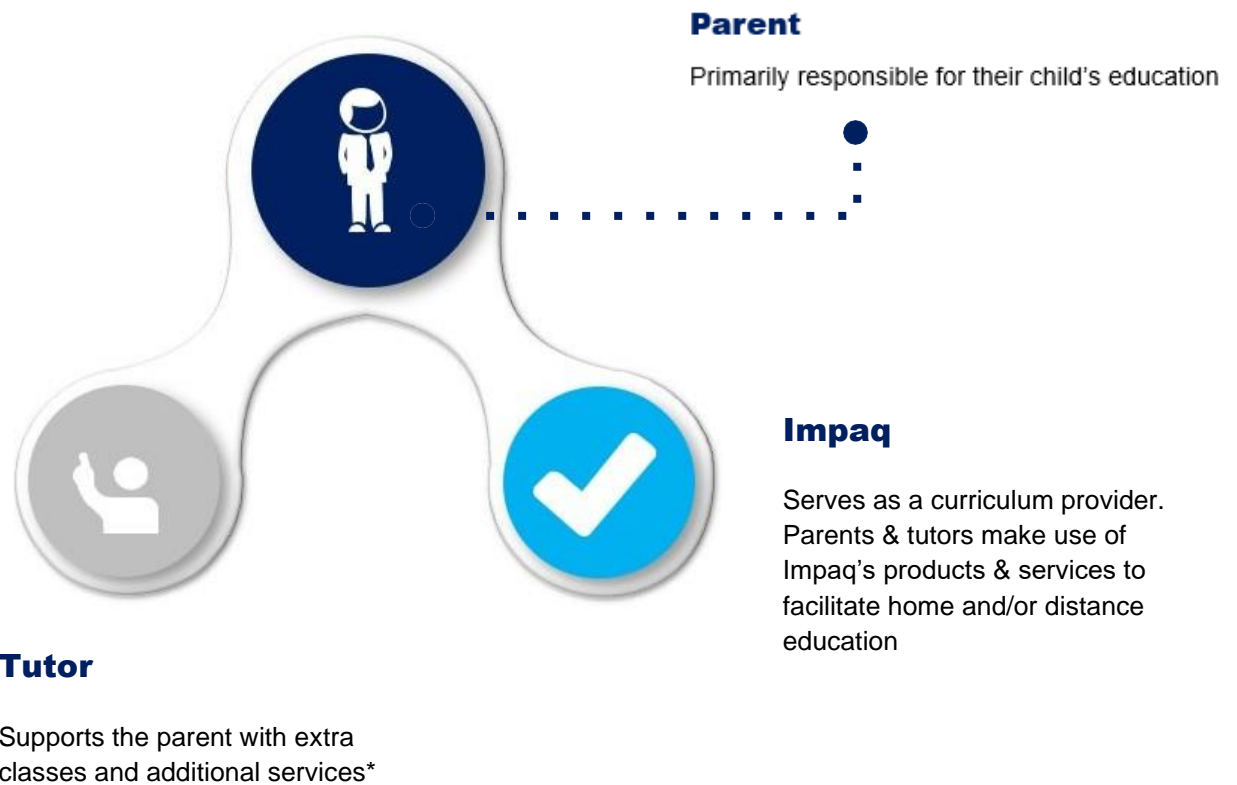 Parent
Primarily responsible for their child's education
Impaq
Serves as a curriculum provider.
Parents & tutors make use of
Impaq's products & services to
facilitate home and/or distance
education
Tutor
Supports the parent with extra
classes and additional services*